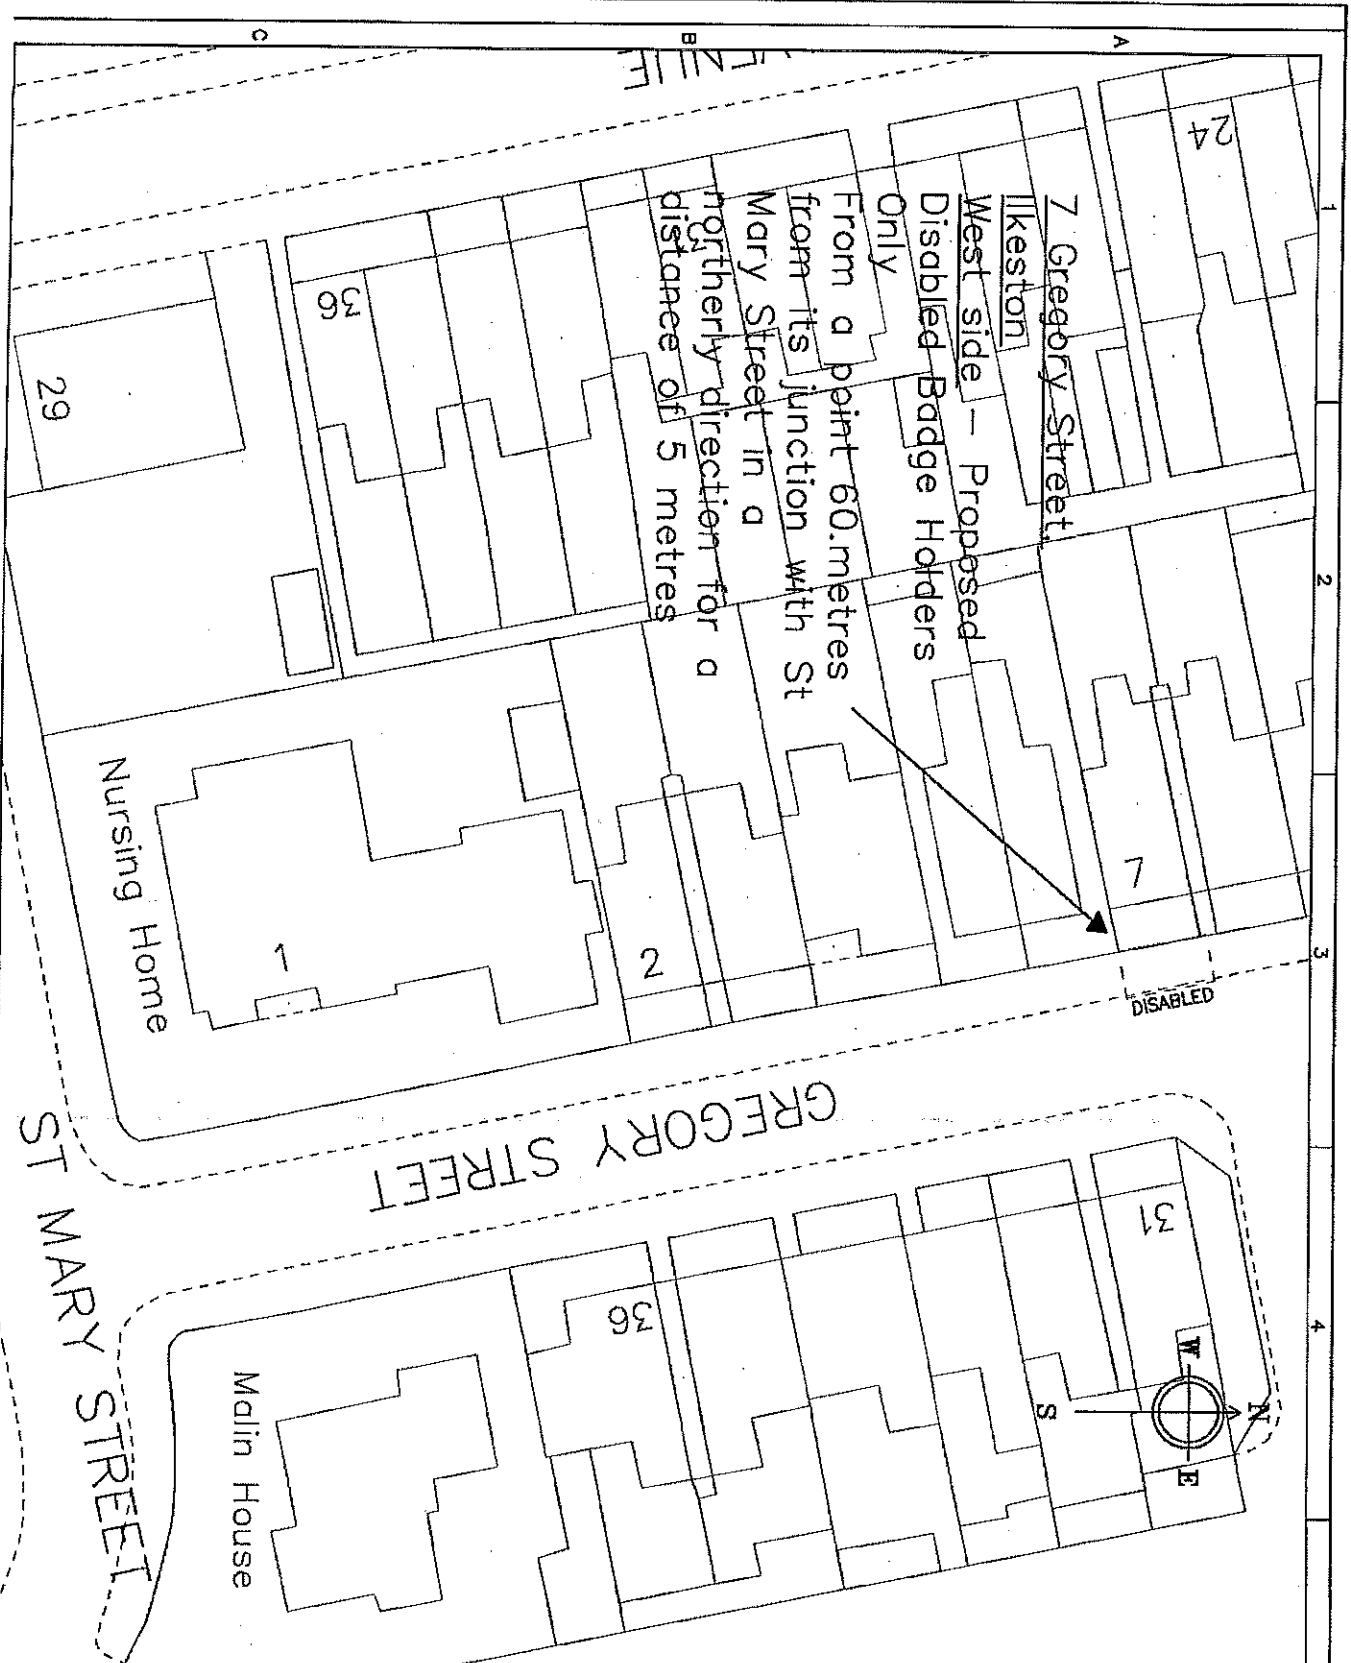 7 Gregory Street,
Ilkeston
West side – Proposed
Disabled Badge Holders
Only
From a point 60.metres
from its junction with St
Mary Street in a
northerly direction for a
distance of 5 metres
C
B
A
1
2
3
4
24
36
29
Nursing Home
1
2
7
DISABLED
GREGORY STREET
ST MARY STREET
31
36
Malin House
N
W
E
S